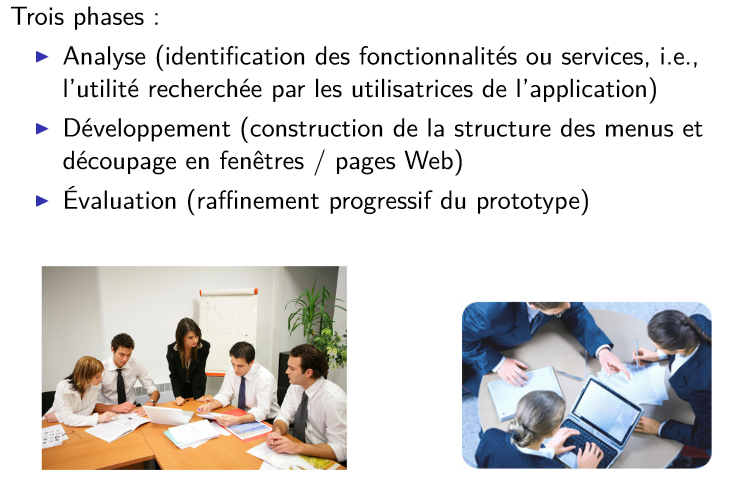 Trois phases :
Analyse (identification des fonctionnalités ou services, i.e.,
l'utilité recherchée par les utilisatrices de l'application)
Développement (construction de la structure des menus et
découpage en fenêtres / pages Web)
Évaluation (raffinement progressif du prototype)